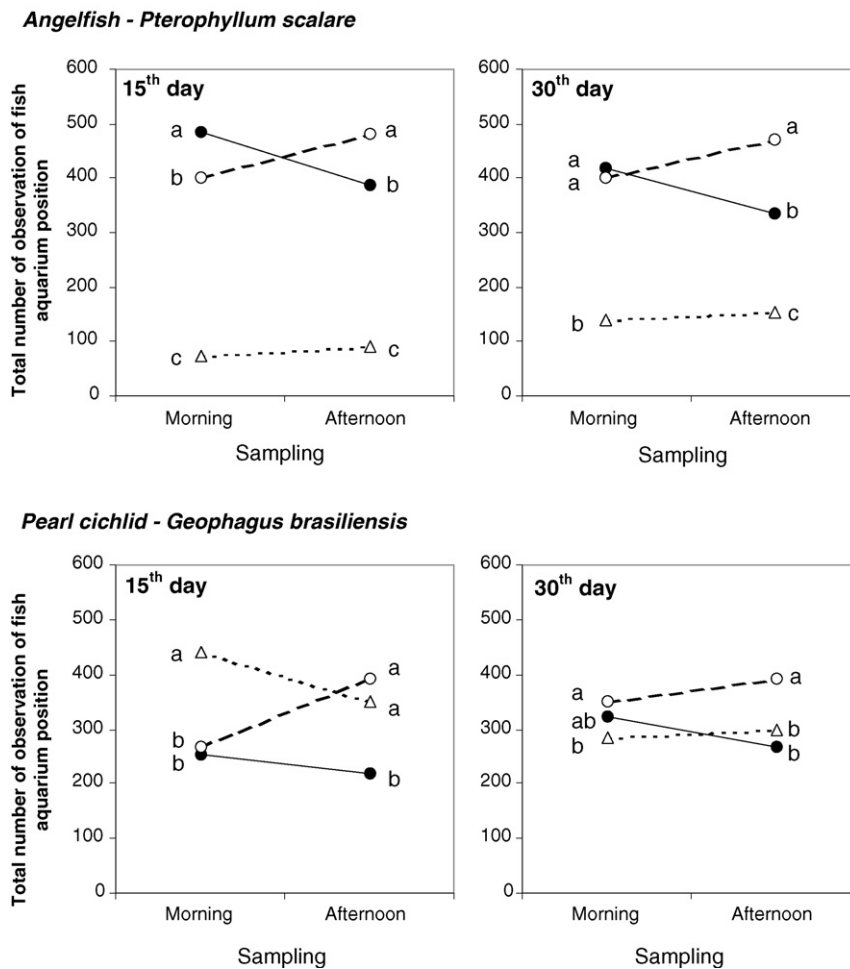 Angelfish - Pterophyllum scalare
Total number of observation of fish
aquarium position
600
500
400
300
200
100
0
15th day
a
b
c
a
b
c
Morning
Afternoon
Sampling
600
500
400
300
200
100
0
30th day
a
a
b
a
b
c
Morning
Afternoon
Sampling
Pearl cichlid - Geophagus brasiliensis
Total number of observation of fish
aquarium position
600
500
400
300
200
100
0
15th day
a
b
b
a
a
b
Morning
Afternoon
Sampling
600
500
400
300
200
100
0
30th day
a
ab
b
a
b
b
Morning
Afternoon
Sampling